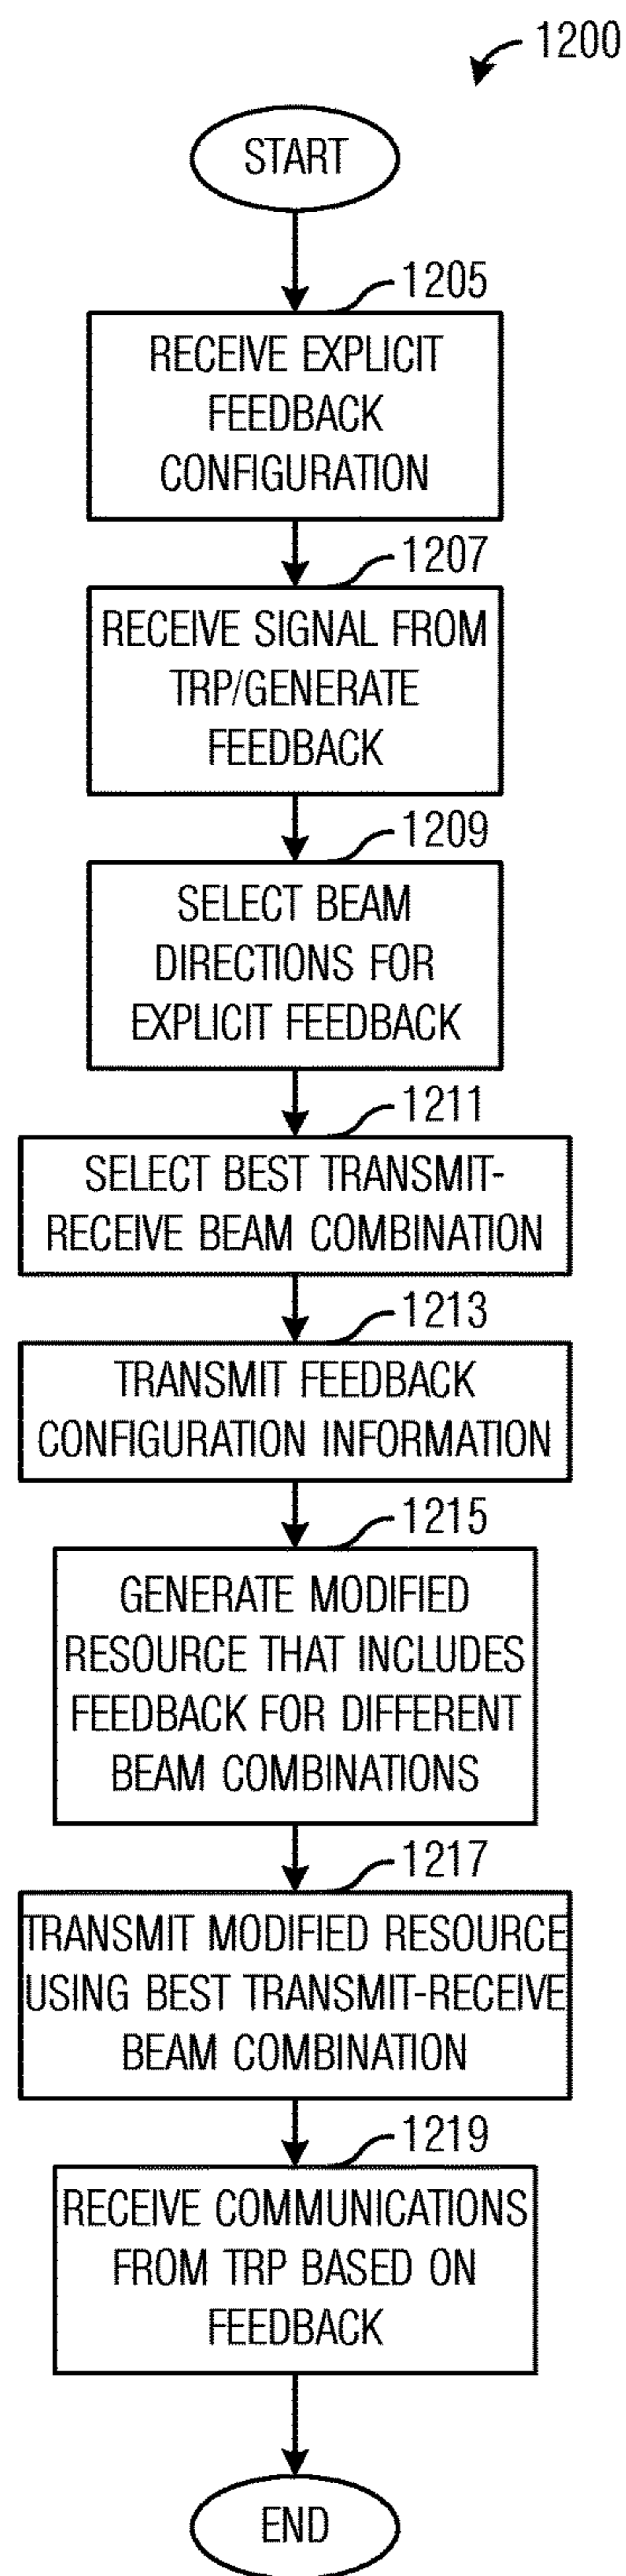 1200
START
1205
RECEIVE EXPLICIT
FEEDBACK
CONFIGURATION
1207
RECEIVE SIGNAL FROM
TRP/GENERATE
FEEDBACK
1209
SELECT BEAM
DIRECTIONS FOR
EXPLICIT FEEDBACK
1211
SELECT BEST TRANSMIT-
RECEIVE BEAM COMBINATION
1213
TRANSMIT FEEDBACK
CONFIGURATION INFORMATION
1215
GENERATE MODIFIED
RESOURCE THAT INCLUDES
FEEDBACK FOR DIFFERENT
BEAM COMBINATIONS
1217
TRANSMIT MODIFIED RESOURCE
USING BEST TRANSMIT-RECEIVE
BEAM COMBINATION
1219
RECEIVE COMMUNICATIONS
FROM TRP BASED ON
FEEDBACK
END